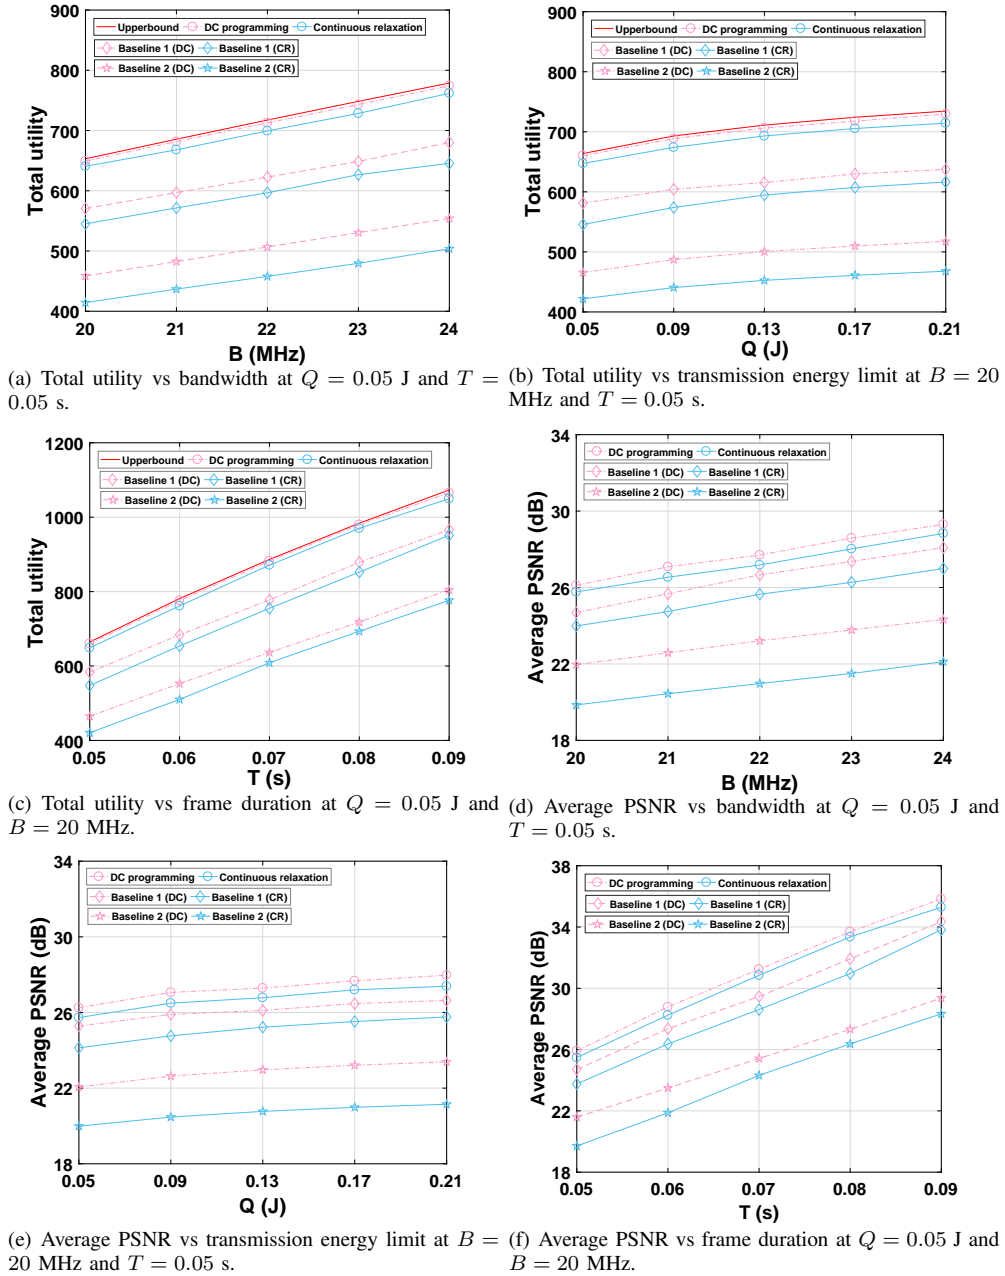 900
800
700
600
500
400
Total utility
Upperbound DC programming Continuous relaxation
Baseline 1 (DC) Baseline 1 (CR)
Baseline 2 (DC) Baseline 2 (CR)
20 21 22 23 24
B (MHz)
(a) Total utility vs bandwidth at Q = 0.05 J and T =
0.05 s.
900
800
700
600
500
400
Total utility
Upperbound DC programming Continuous relaxation
Baseline 1 (DC) Baseline 1 (CR)
Baseline 2 (DC) Baseline 2 (CR)
0.05 0.09 0.13 0.17 0.21
Q (J)
(b) Total utility vs transmission energy limit at B = 20
MHz and T = 0.05 s.
1200
1000
800
600
400
Total utility
Upperbound DC programming Continuous relaxation
Baseline 1 (DC) Baseline 1 (CR)
Baseline 2 (DC) Baseline 2 (CR)
0.05 0.06 0.07 0.08 0.09
T (s)
(c) Total utility vs frame duration at Q = 0.05 J and
B = 20 MHz.
34
30
26
22
18
Average PSNR (dB)
DC programming Continuous relaxation
Baseline 1 (DC) Baseline 1 (CR)
Baseline 2 (DC) Baseline 2 (CR)
20 21 22 23 24
B (MHz)
(d) Average PSNR vs bandwidth at Q = 0.05 J and
T = 0.05 s.
34
30
26
22
18
Average PSNR (dB)
DC programming Continuous relaxation
Baseline 1 (DC) Baseline 1 (CR)
Baseline 2 (DC) Baseline 2 (CR)
0.05 0.09 0.13 0.17 0.21
Q (J)
(e) Average PSNR vs transmission energy limit at B =
20 MHz and T = 0.05 s.
38
34
30
26
22
18
Average PSNR (dB)
DC programming Continuous relaxation
Baseline 1 (DC) Baseline 1 (CR)
Baseline 2 (DC) Baseline 2 (CR)
0.05 0.06 0.07 0.08 0.09
T (s)
(f) Average PSNR vs frame duration at Q = 0.05 J and
B = 20 MHz.